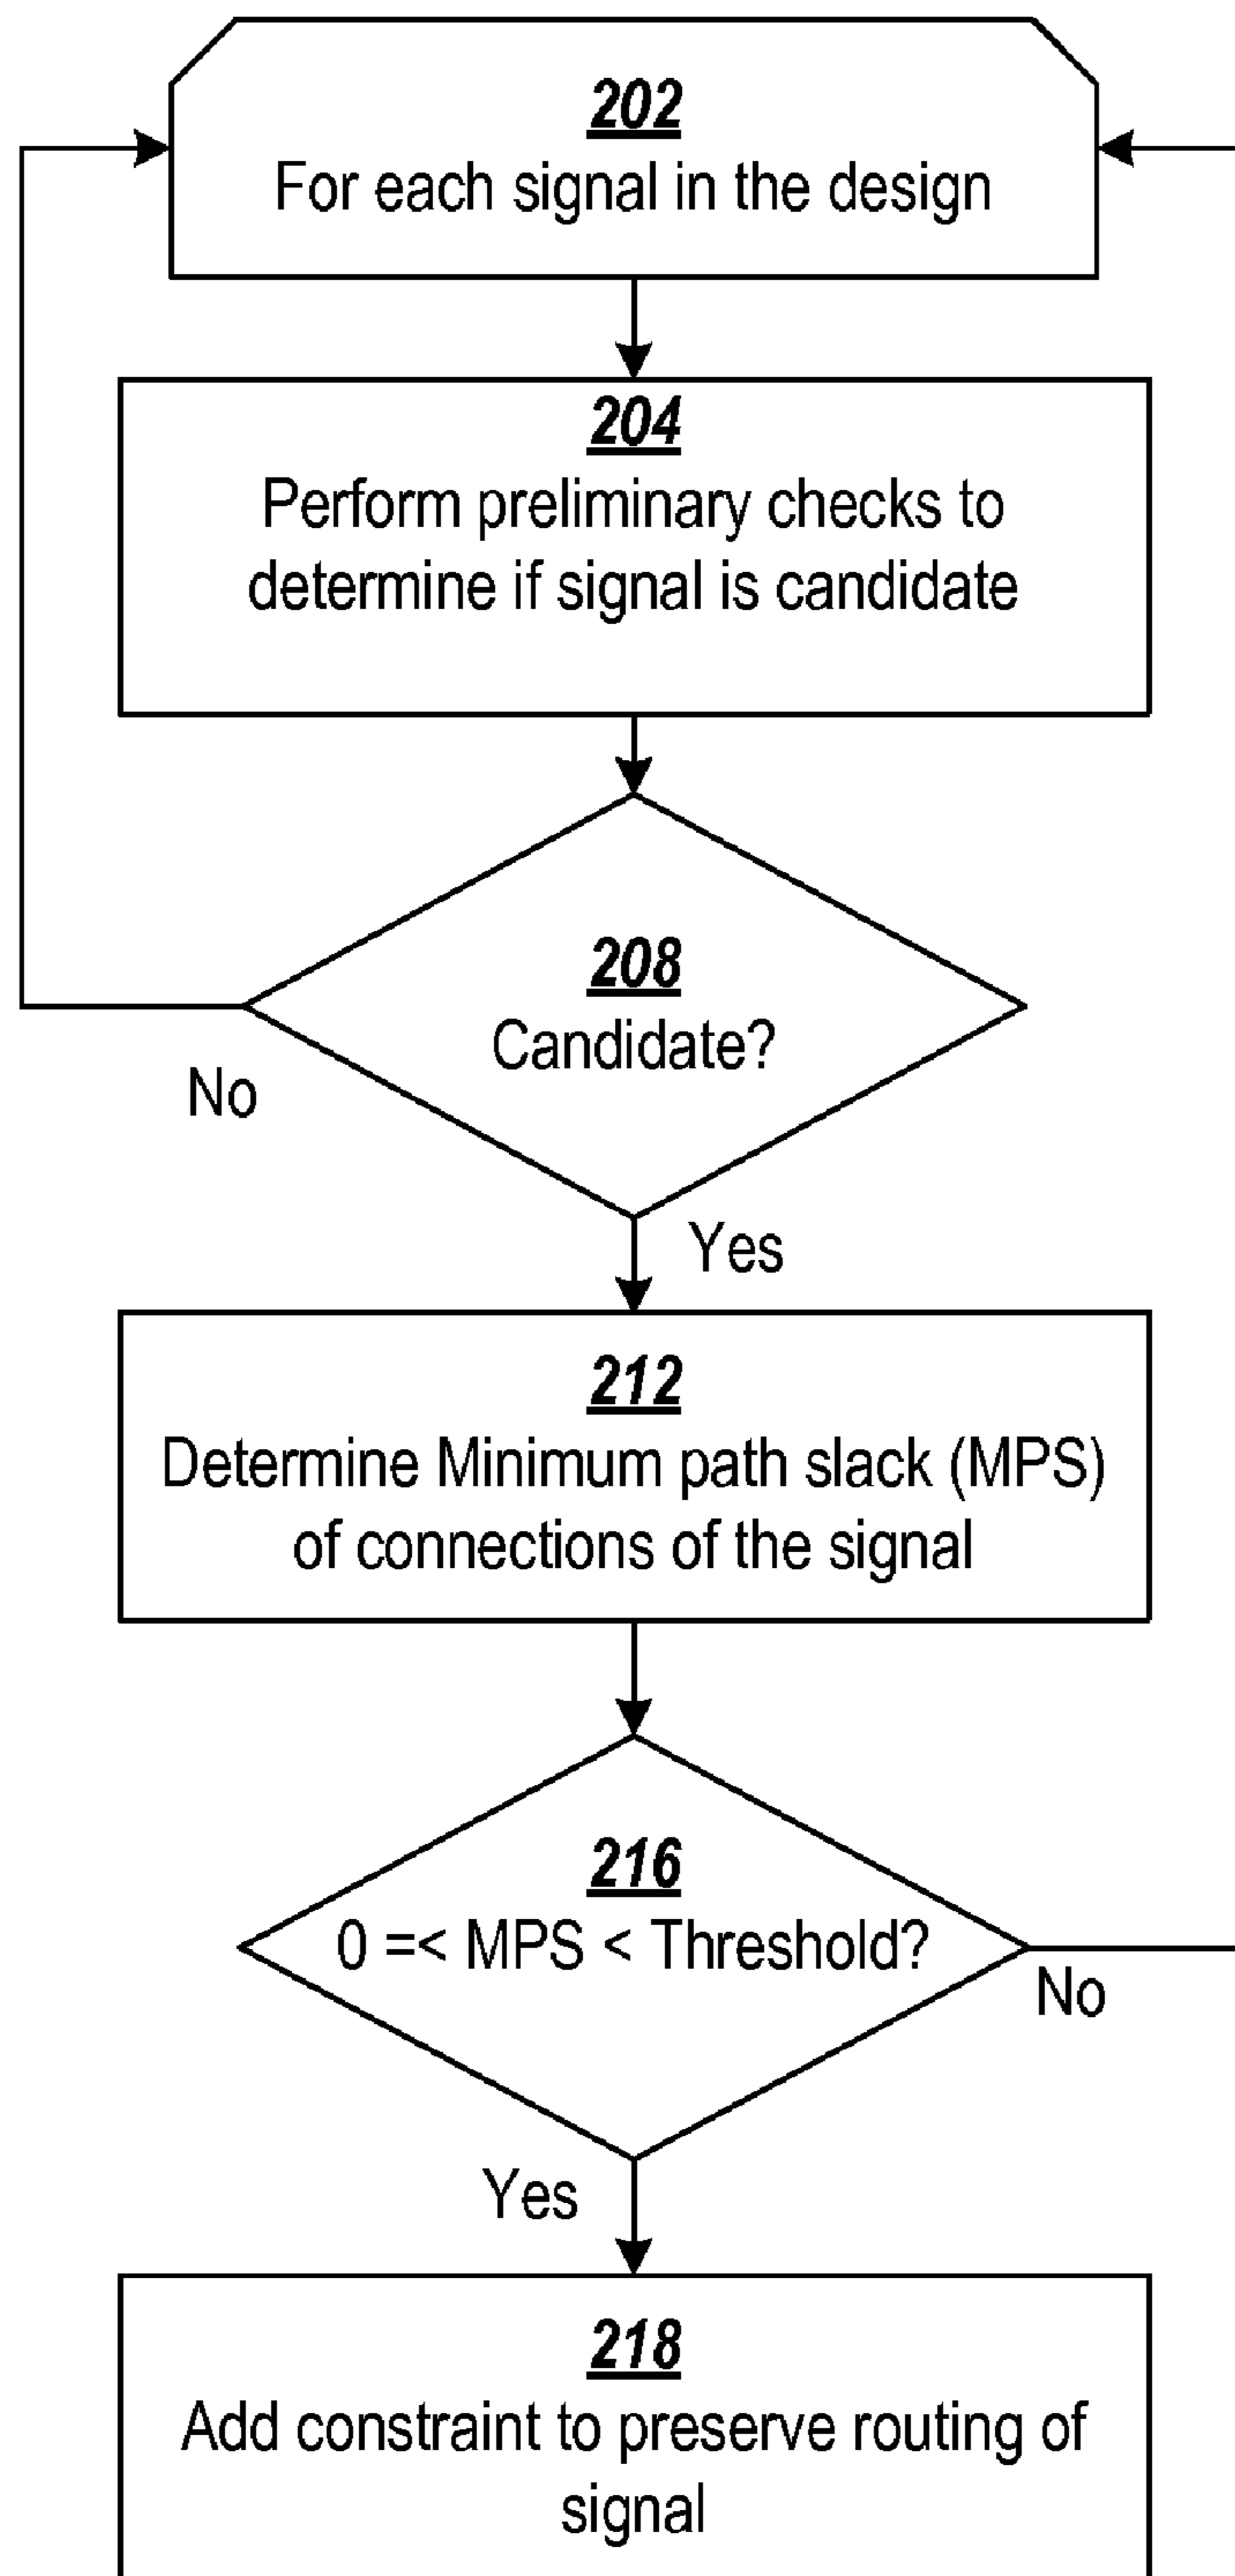 202
For each signal in the design
204
Perform preliminary checks to
determine if signal is candidate
208
Candidate?
No
Yes
212
Determine Minimum path slack (MPS)
of connections of the signal
216
0 =< MPS < Threshold?
No
Yes
218
Add constraint to preserve routing of
signal